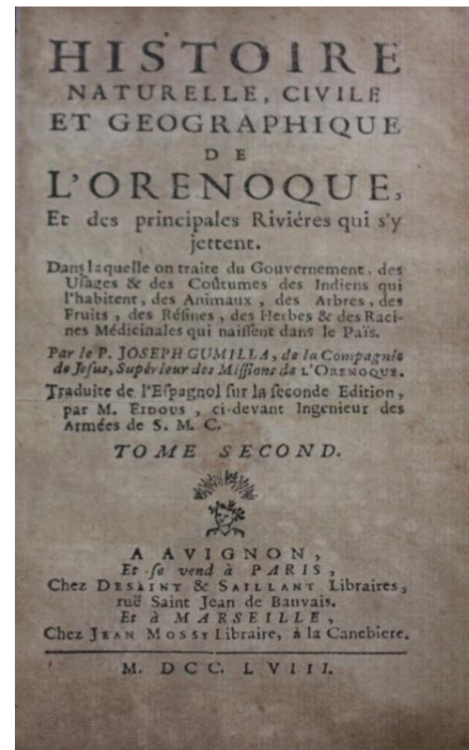 HISTOIRE
NATURELLE, CIVILE
ET GEOGRAPHIQUE
DE
L'ORENOQUE,
Et des principales Riviéres qui s'y
jettent.
Dans laquelle on traite du Gouvernement, des
Uſages & des Coûtumes des Indiens qui
l'habitent, des Animaux, des Arbres, des
Fruits, des Réſines, des Herbes & des Raci-
nes Médicinales qui naiſſent dans le Païs.
Par le P. JOSEPH GUMILLA, de la Compagnie
de Jeſus, Supérieur des Miſſions de L'ORENOQUE.
Traduite de l'Eſpagnol ſur la ſeconde Edition,
par M. EIDOUS, ci-devant Ingenieur des
Armées de S. M. C.
TOME SECOND.
A AVIGNON,
Et ſe vend à PARIS,
Chez DESAINT & SAILLANT Libraires,
ruë Saint Jean de Bauvais.
Et à MARSEILLE,
Chez JEAN MOSSY Libraire, à la Canebiere.
M. DCC. LVIII.